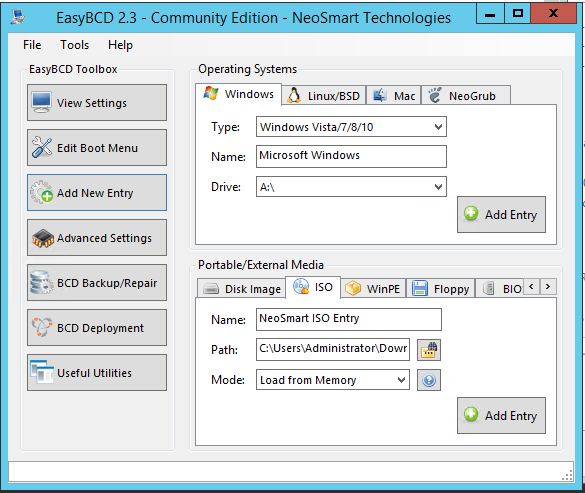 EasyBCD 2.3 - Community Edition - NeoSmart Technologies
File Tools Help
EasyBCD Toolbox
View Settings
Edit Boot Menu
Add New Entry
Advanced Settings
BCD Backup/Repair
BCD Deployment
Useful Utilities
Operating Systems
Windows Linux/BSD Mac NeoGrub
Type: Windows Vista/7/8/10
Name: Microsoft Windows
Drive: A:\
Add Entry
Portable/External Media
Disk Image ISO WinPE Floppy BIO
Name: NeoSmart ISO Entry
Path: C:\Users\Administrator\Dowr
Mode: Load from Memory
Add Entry